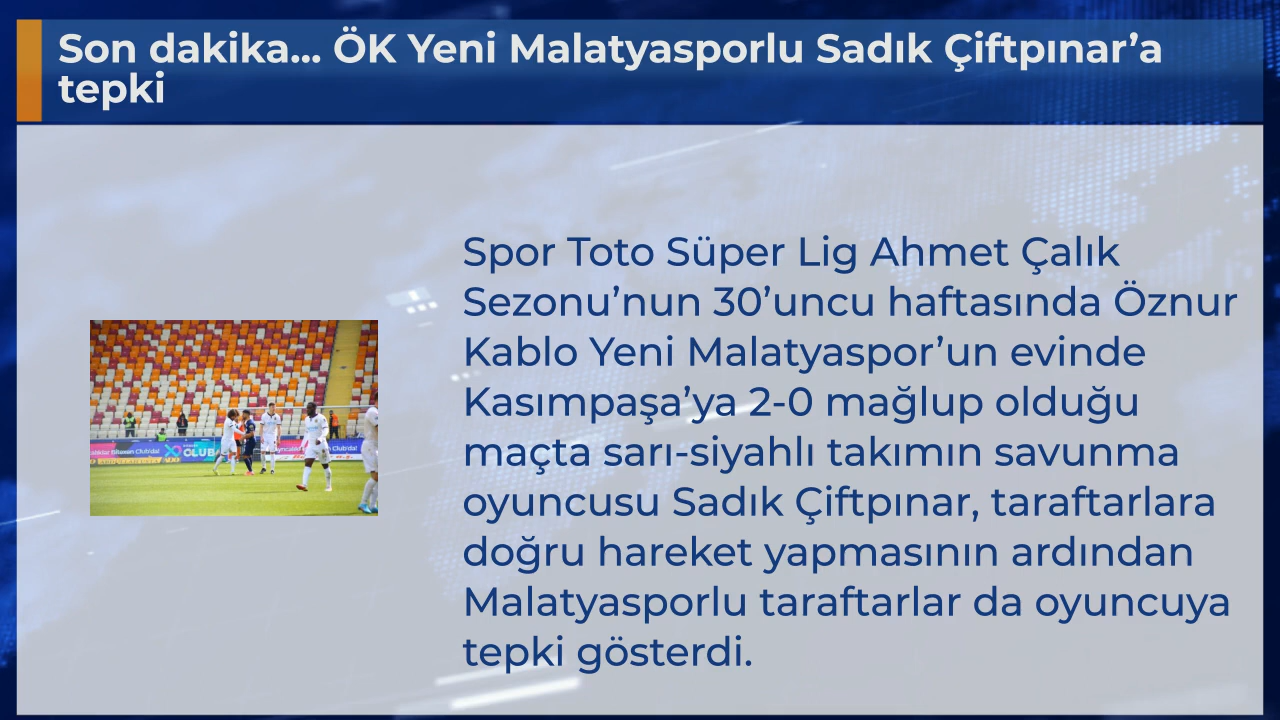 Son dakika... ÖK Yeni Malatyasporlu Sadık Çiftpınar’a
tepki
Spor Toto Süper Lig Ahmet Çalık
Sezonu’nun 30’uncu haftasında Öznur
Kablo Yeni Malatyaspor’un evinde
Kasımpaşa’ya 2-0 mağlup olduğu
maçta sarı-siyahlı takımın savunma
oyuncusu Sadık Çiftpınar, taraftarlara
doğru hareket yapmasının ardından
Malatyasporlu taraftarlar da oyuncuya
tepki gösterdi.